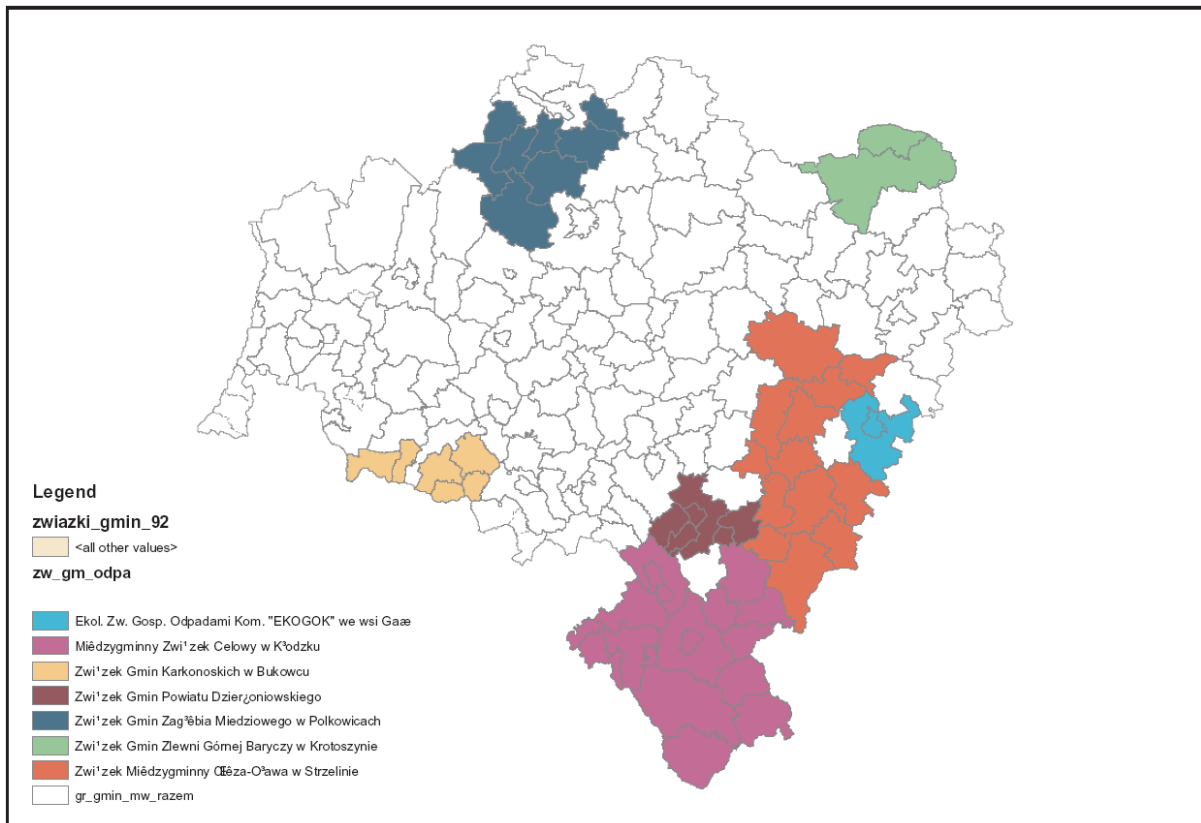 Legend
zwiazki_gmin_92
<all other values>
zw_gm_odpa
Ekol. Zw. Gosp. Odpadami Kom. "EKOGOK" we wsi Gaæ
Miêdzygminny Zwi¹zek Celowy w K³odzku
Zwi¹zek Gmin Karkonoskich w Bukowcu
Zwi¹zek Gmin Powiatu Dzier¿oniowskiego
Zwi¹zek Gmin Zag³êbia Miedziowego w Polkowicach
Zwi¹zek Gmin Zlewni Górnej Baryczy w Krotoszynie
Zwi¹zek Miêdzygminny Œlêza-O³awa w Strzelinie
gr_gmin_mw_razem